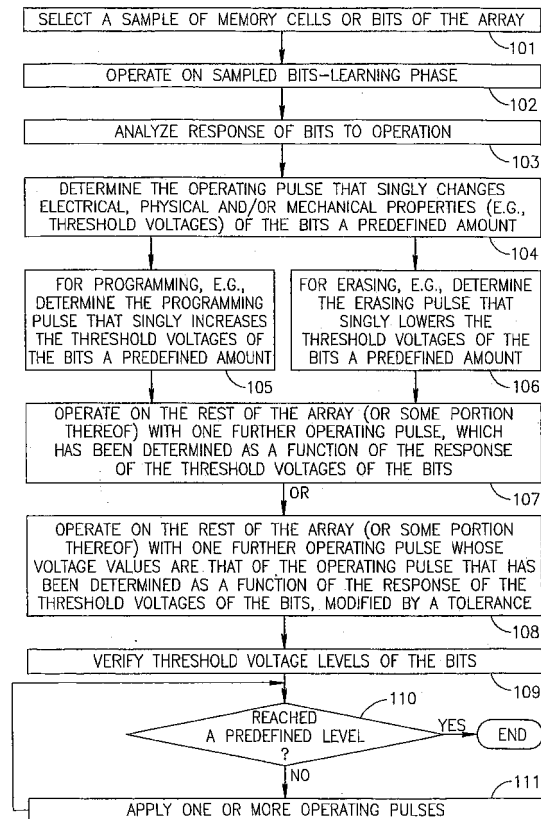 SELECT A SAMPLE OF MEMORY CELLS OR BITS OF THE ARRAY
101
OPERATE ON SAMPLED BITS-LEARNING PHASE
102
ANALYZE RESPONSE OF BITS TO OPERATION
103
DETERMINE THE OPERATING PULSE THAT SINGLY CHANGES
ELECTRICAL, PHYSICAL AND/OR MECHANICAL PROPERTIES (E.G.,
THRESHOLD VOLTAGES) OF THE BITS A PREDEFINED AMOUNT
104
FOR PROGRAMMING, E.G.,
DETERMINE THE PROGRAMMING
PULSE THAT SINGLY INCREASES
THE THRESHOLD VOLTAGES OF
THE BITS A PREDEFINED AMOUNT
105
FOR ERASING, E.G., DETERMINE
THE ERASING PULSE THAT
SINGLY LOWERS THE
THRESHOLD VOLTAGES OF THE
BITS A PREDEFINED AMOUNT
106
OPERATE ON THE REST OF THE ARRAY (OR SOME PORTION
THEREOF) WITH ONE FURTHER OPERATING PULSE, WHICH
HAS BEEN DETERMINED AS A FUNCTION OF THE RESPONSE
OF THE THRESHOLD VOLTAGES OF THE BITS
107
OR
OPERATE ON THE REST OF THE ARRAY (OR SOME PORTION
THEREOF) WITH ONE FURTHER OPERATING PULSE WHOSE
VOLTAGE VALUES ARE THAT OF THE OPERATING PULSE THAT HAS
BEEN DETERMINED AS A FUNCTION OF THE RESPONSE OF THE
THRESHOLD VOLTAGES OF THE BITS, MODIFIED BY A TOLERANCE
108
VERIFY THRESHOLD VOLTAGE LEVELS OF THE BITS
109
110
REACHED
A PREDEFINED LEVEL
?
YES
END
NO
111
APPLY ONE OR MORE OPERATING PULSES